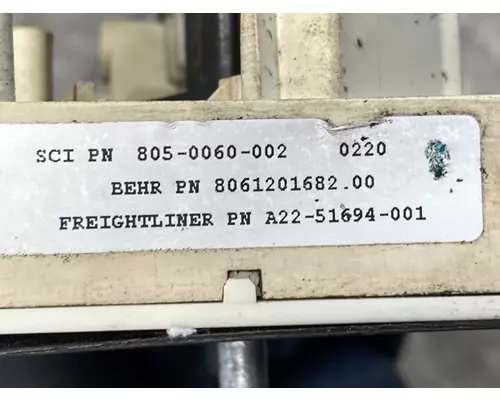 SCI PN 805-0060-002 0220
BEHR PN 8061201682.00
FREIGHTLINER PN A22-51694-001